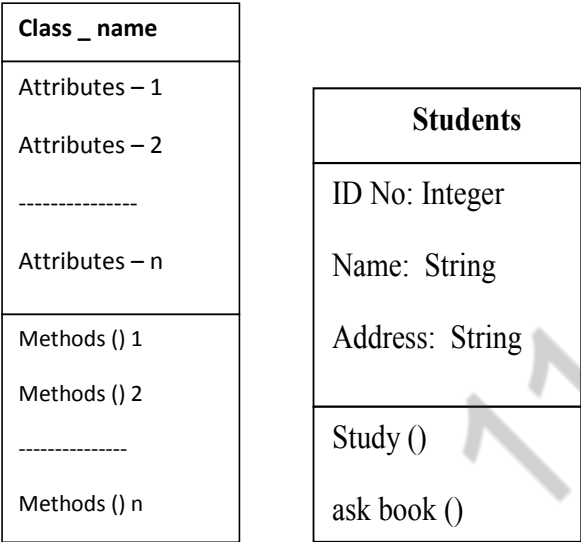 Class _ name
Attributes – 1
Attributes – 2
---------------
Attributes – n
Methods () 1
Methods () 2
---------------
Methods () n
Students
ID No: Integer
Name: String
Address: String
Study ()
ask book ()